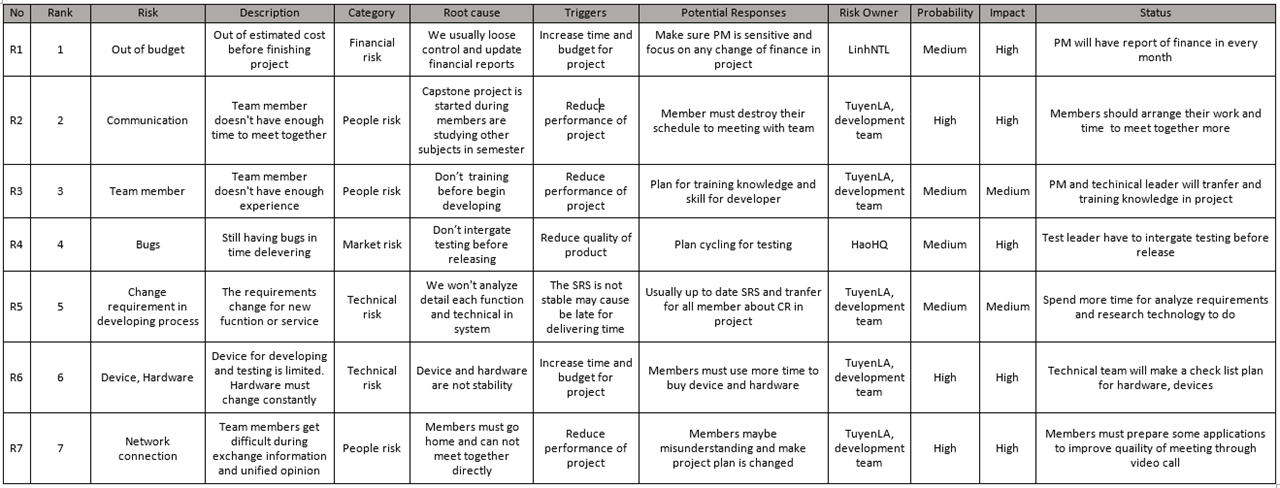 No Rank Risk Description Category Root cause Triggers Potential Responses Risk Owner Probability Impact Status
R1 1 Out of budget Out of estimated cost before finishing project Financial risk We usually loose control and update financial reports Increase time and budget for project Make sure PM is sensitive and focus on any change of finance in project LinhNTL Medium High PM will have report of finance in every month
R2 2 Communication Team member doesn't have enough time to meet together People risk Capstone project is started during members are studying other subjects in semester Reduce performance of project Member must destroy their schedule to meeting with team TuyenLA, development team High High Members should arrange their work and time to meet together more
R3 3 Team member Team member doesn't have enough experience People risk Don’t training before begin developing Reduce performance of project Plan for training knowledge and skill for developer TuyenLA, development team Medium Medium PM and techinical leader will tranfer and training knowledge in project
R4 4 Bugs Still having bugs in time delevering Market risk Don’t intergate testing before releasing Reduce quality of product Plan cycling for testing HaoHQ Medium High Test leader have to intergate testing before release
R5 5 Change requirement in developing process The requirements change for new fucntion or service Technical risk We won't analyze detail each function and technical in system The SRS is not stable may cause be late for delivering time Usually up to date SRS and tranfer for all member about CR in project TuyenLA, development team Medium Medium Spend more time for analyze requirements and research technology to do
R6 6 Device, Hardware Device for developing and testing is limited. Hardware must change constantly Technical risk Device and hardware are not stability Increase time and budget for project Members must use more time to buy device and hardware TuyenLA, development team High High Technical team will make a check list plan for hardware, devices
R7 7 Network connection Team members get difficult during exchange information and unified opinion People risk Members must go home and can not meet together directly Reduce performance of project Members maybe misunderstanding and make project plan is changed TuyenLA, development team High High Members must prepare some applications to improve quaility of meeting through video call